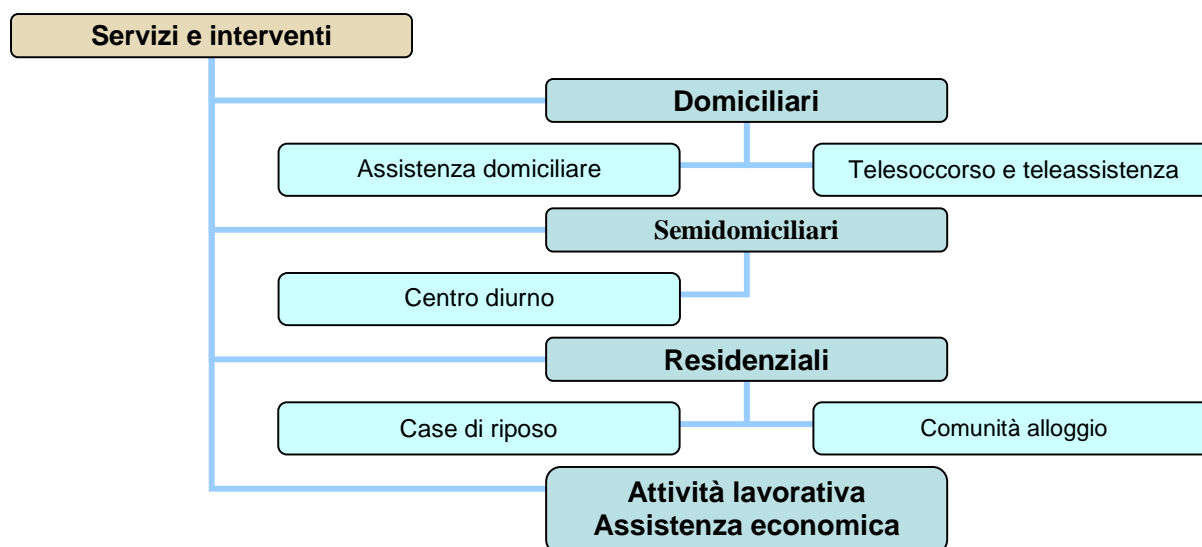 Servizi e interventi
Domiciliari
Assistenza domiciliare
Telesoccorso e teleassistenza
Semidomiciliari
Centro diurno
Residenziali
Case di riposo
Comunità alloggio
Attività lavorativa
Assistenza economica